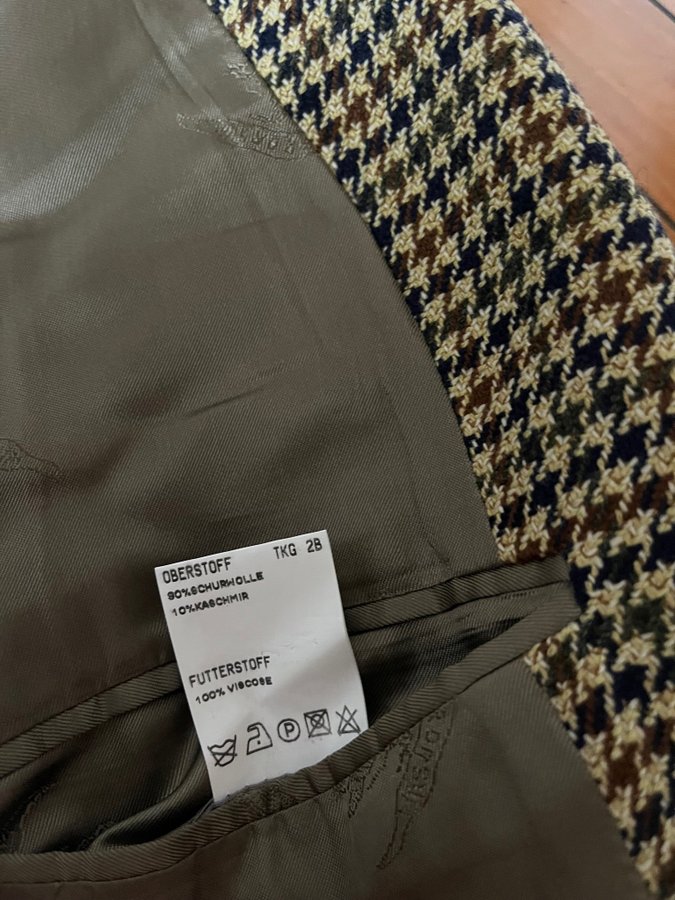 OBERSTOFF TKG 2B
90%SCHURWOLLE
10%KASCHMIR
FUTTERSTOFF
100% VISCOSE
P